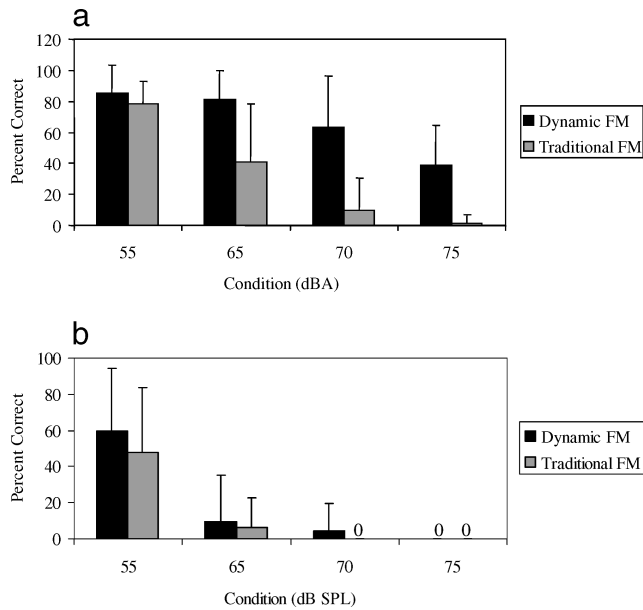 a
120
100
80
60
40
20
0
Percent Correct
55 65 70 75
Condition (dBA)
Dynamic FM
Traditional FM
b
100
80
60
40
20
0
Percent Correct
0 0 0
55 65 70 75
Condition (dB SPL)
Dynamic FM
Traditional FM